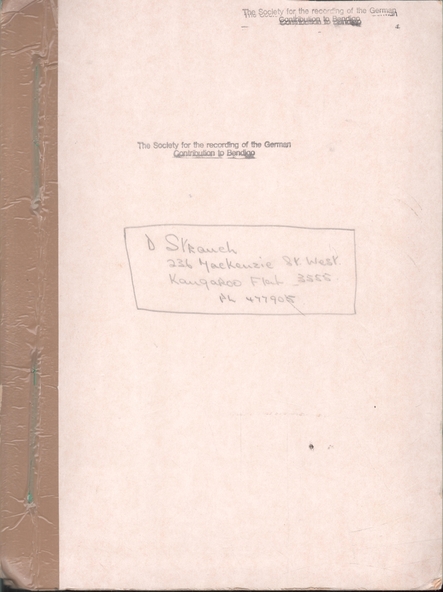 The Society for the recording of the German
Contribution to Bendigo
The Society for the recording of the German
Contribution to Bendigo
D Strauch
234 Mackenzie St West
Kangaroo Flat 3555
Ph 477905